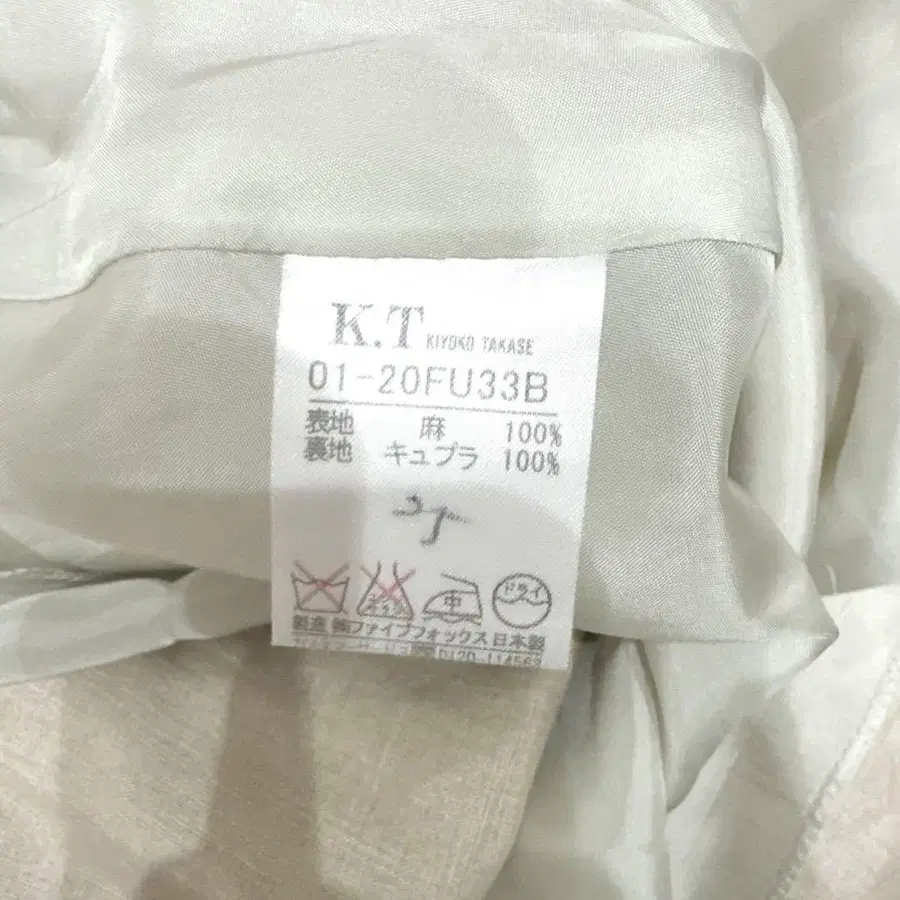 K.T KIYOKO TAKASE
01-20FU33B
表地 麻 100%
裏地 キュプラ 100%
中 ドライ
製造 ㈱ファイブフォックス 日本製